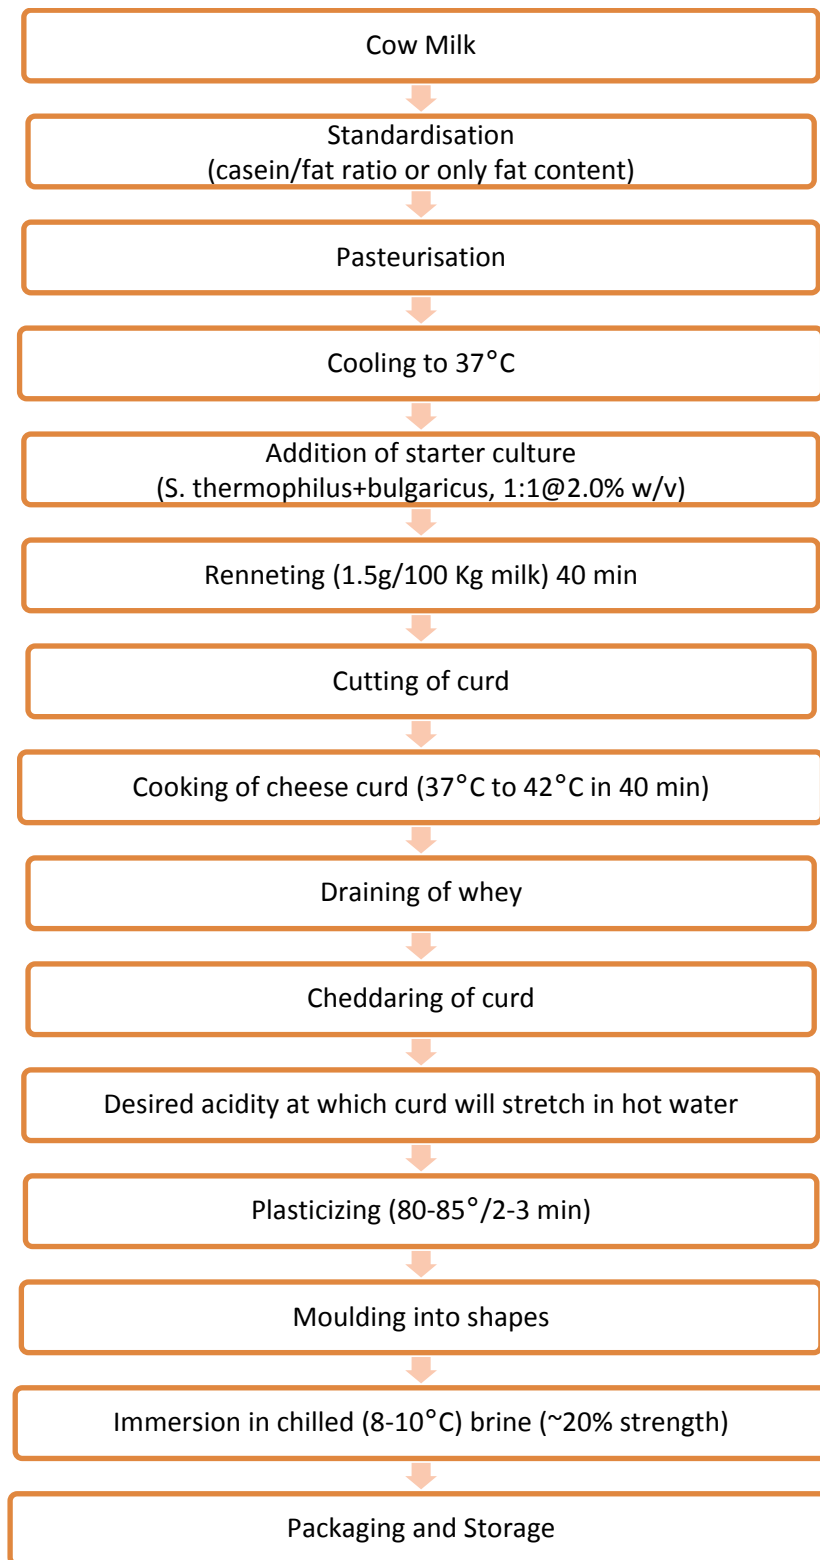 Cow Milk
Standardisation
(casein/fat ratio or only fat content)
Pasteurisation
Cooling to 37°C
Addition of starter culture
(S. thermophilus+bulgaricus, 1:1@2.0% w/v)
Renneting (1.5g/100 Kg milk) 40 min
Cutting of curd
Cooking of cheese curd (37°C to 42°C in 40 min)
Draining of whey
Cheddaring of curd
Desired acidity at which curd will stretch in hot water
Plasticizing (80-85°/2-3 min)
Moulding into shapes
Immersion in chilled (8-10°C) brine (~20% strength)
Packaging and Storage